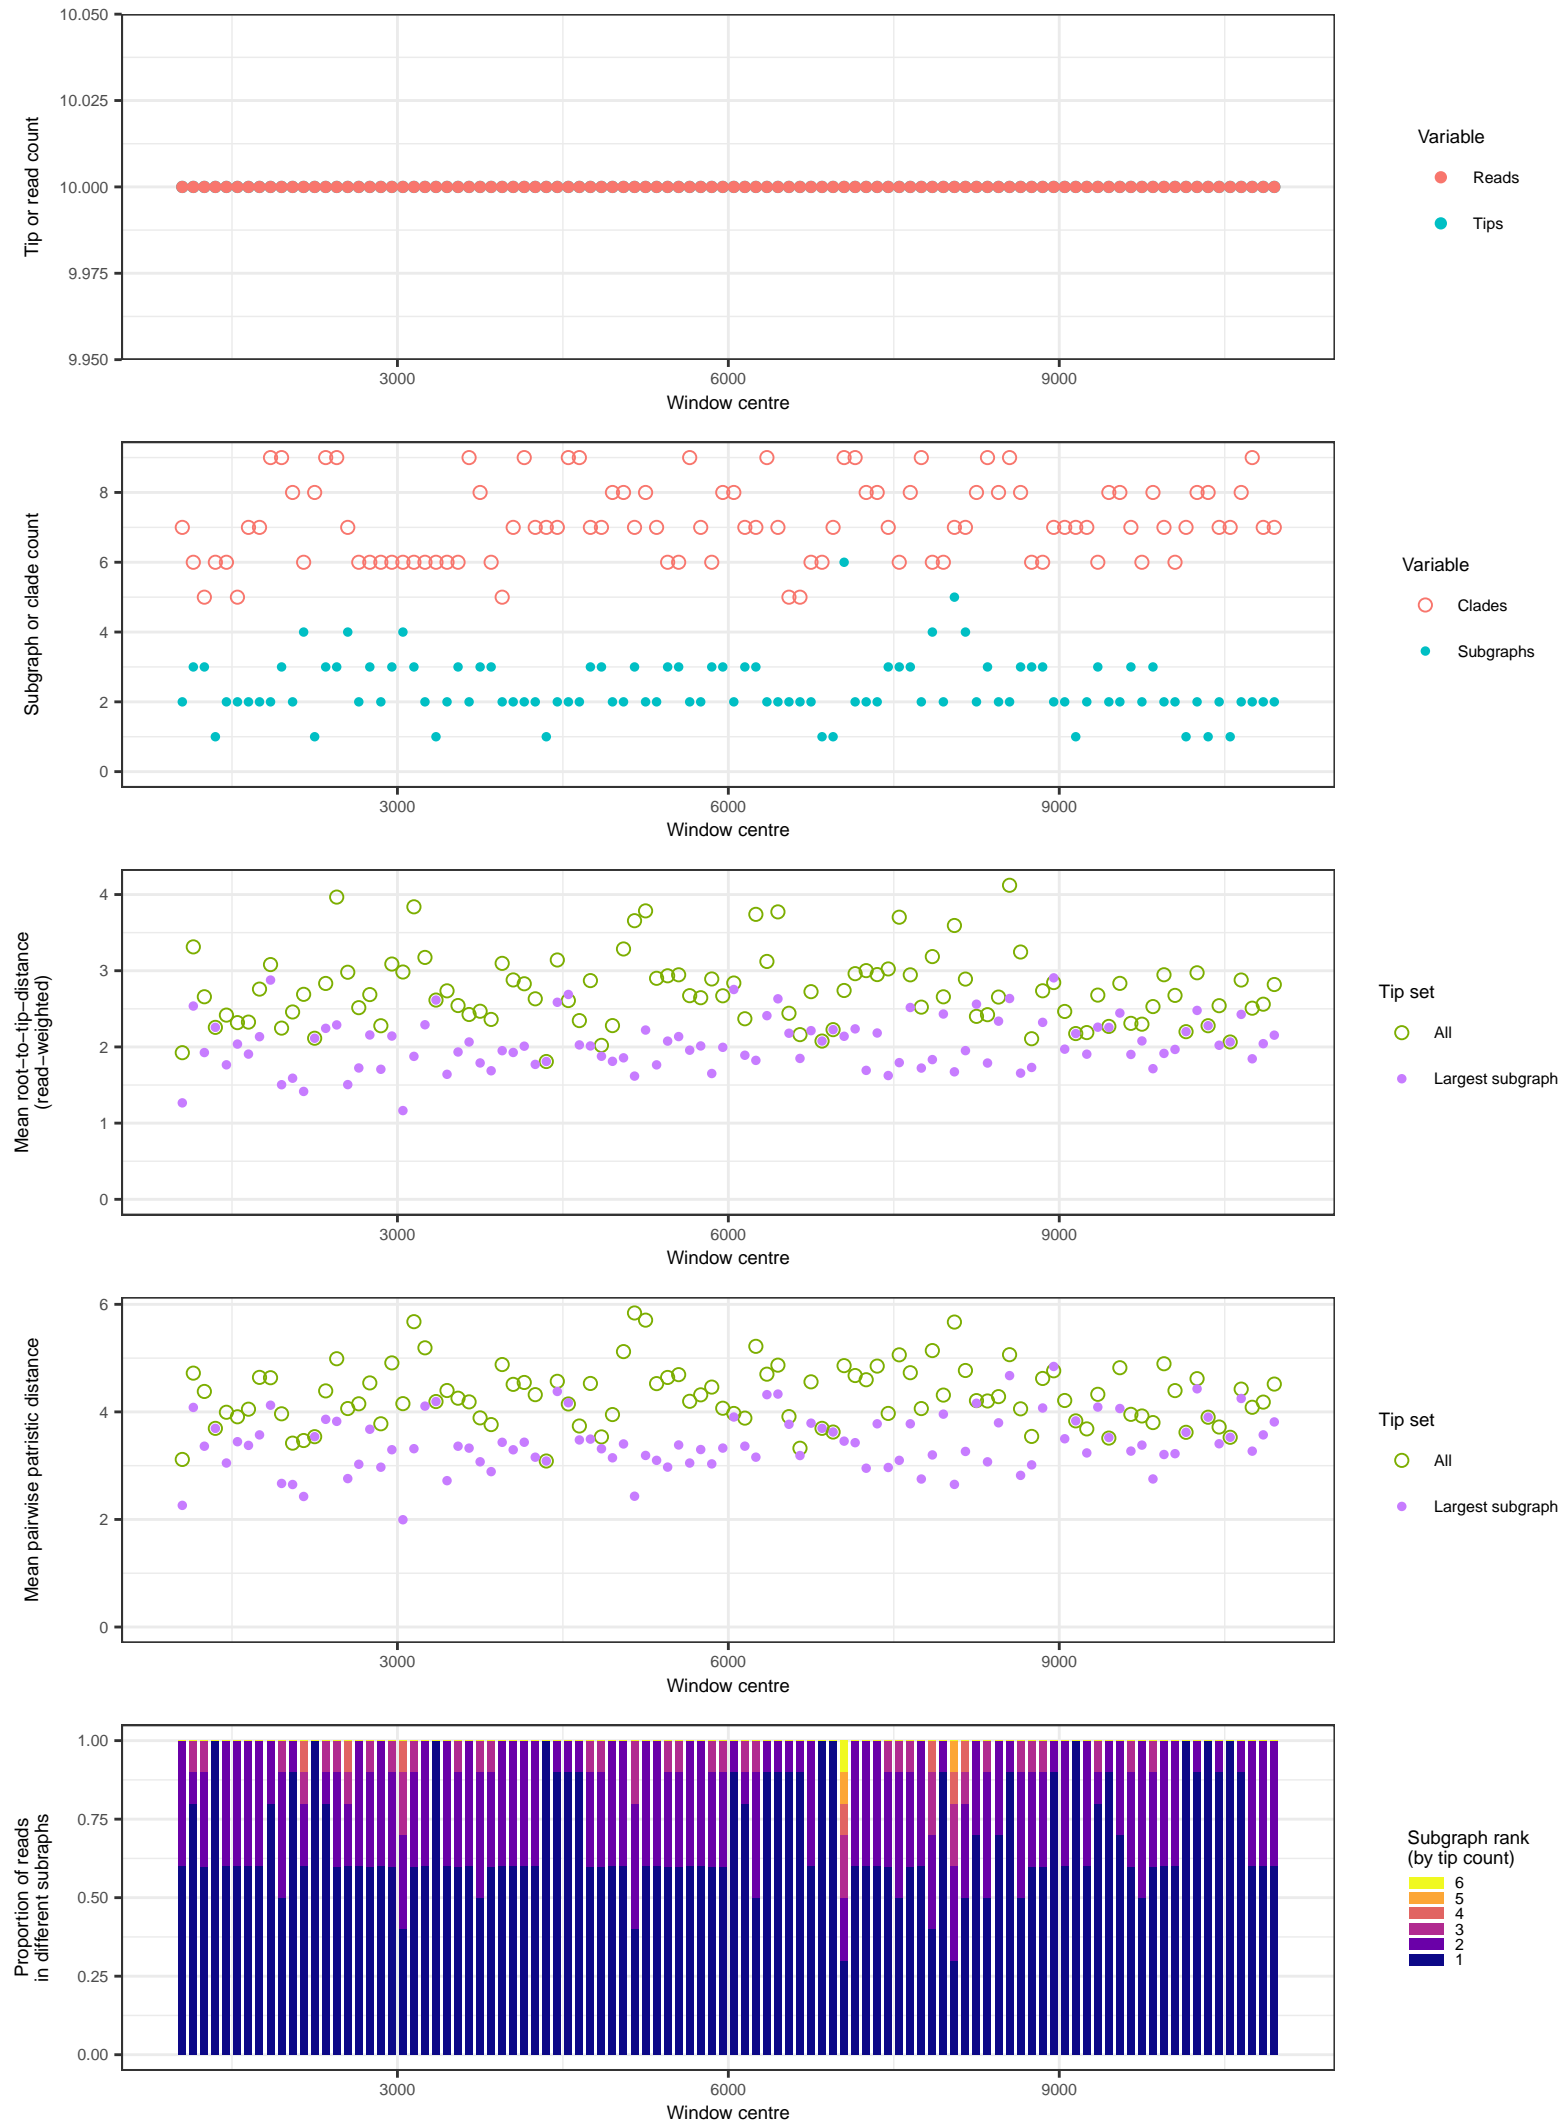 10.050
10.025
10.000
9.975
9.950
Tip or read count
3000 6000 9000
Window centre
Variable
Reads
Tips
8
6
4
2
0
Subgraph or clade count
3000 6000 9000
Window centre
Variable
Clades
Subgraphs
4
3
2
1
0
Mean root−to−tip−distance
(read−weighted)
3000 6000 9000
Window centre
Tip set
All
Largest subgraph
6
4
2
0
Mean pairwise patristic distance
3000 6000 9000
Window centre
Tip set
All
Largest subgraph
1.00
0.75
0.50
0.25
0.00
Proportion of reads
in different subraphs
3000 6000 9000
Window centre
Subgraph rank
(by tip count)
6
5
4
3
2
1